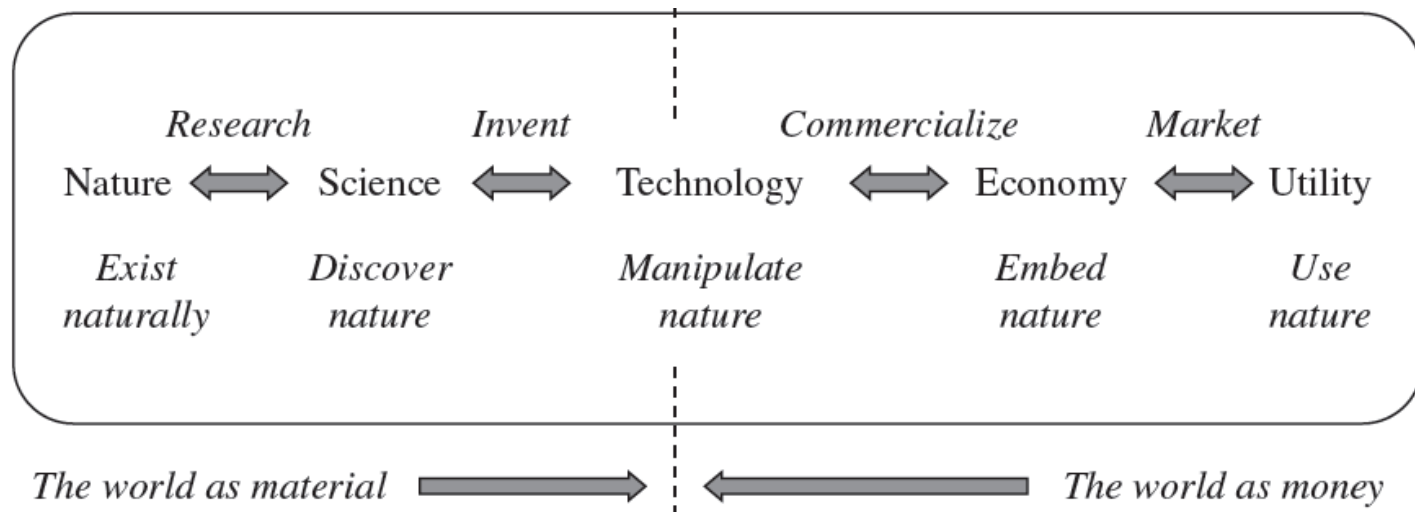 Research Invent Commercialize Market
Nature Science Technology Economy Utility
Exist Discover Manipulate Embed Use
naturally nature nature nature nature
The world as material The world as money